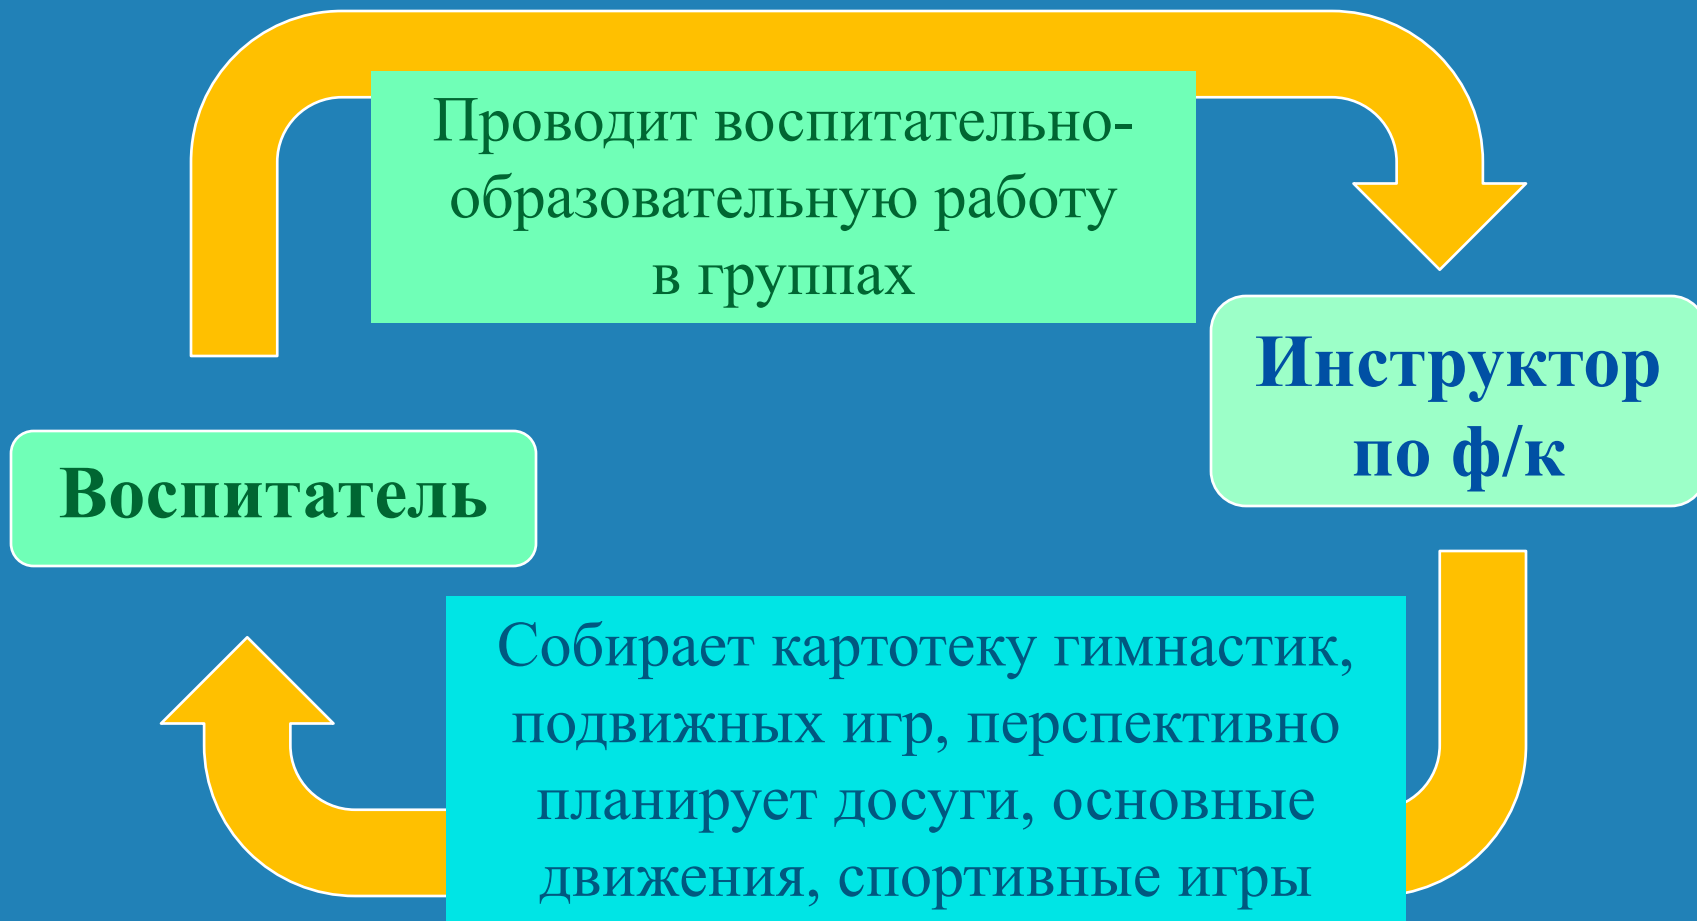 Проводит воспитательно-
образовательную работу
в группах
Инструктор
по ф/к
Воспитатель
Собирает картотеку гимнастик,
подвижных игр, перспективно
планирует досуги, основные
движения, спортивные игры